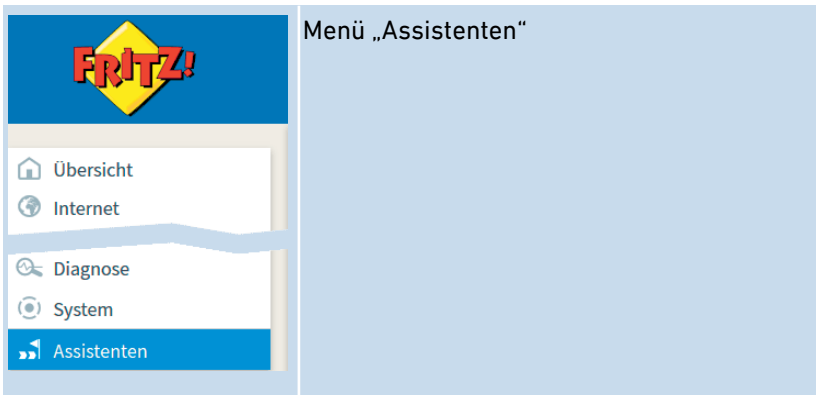 FRITZ!
Menü „Assistenten“
Übersicht
Internet
Diagnose
System
Assistenten